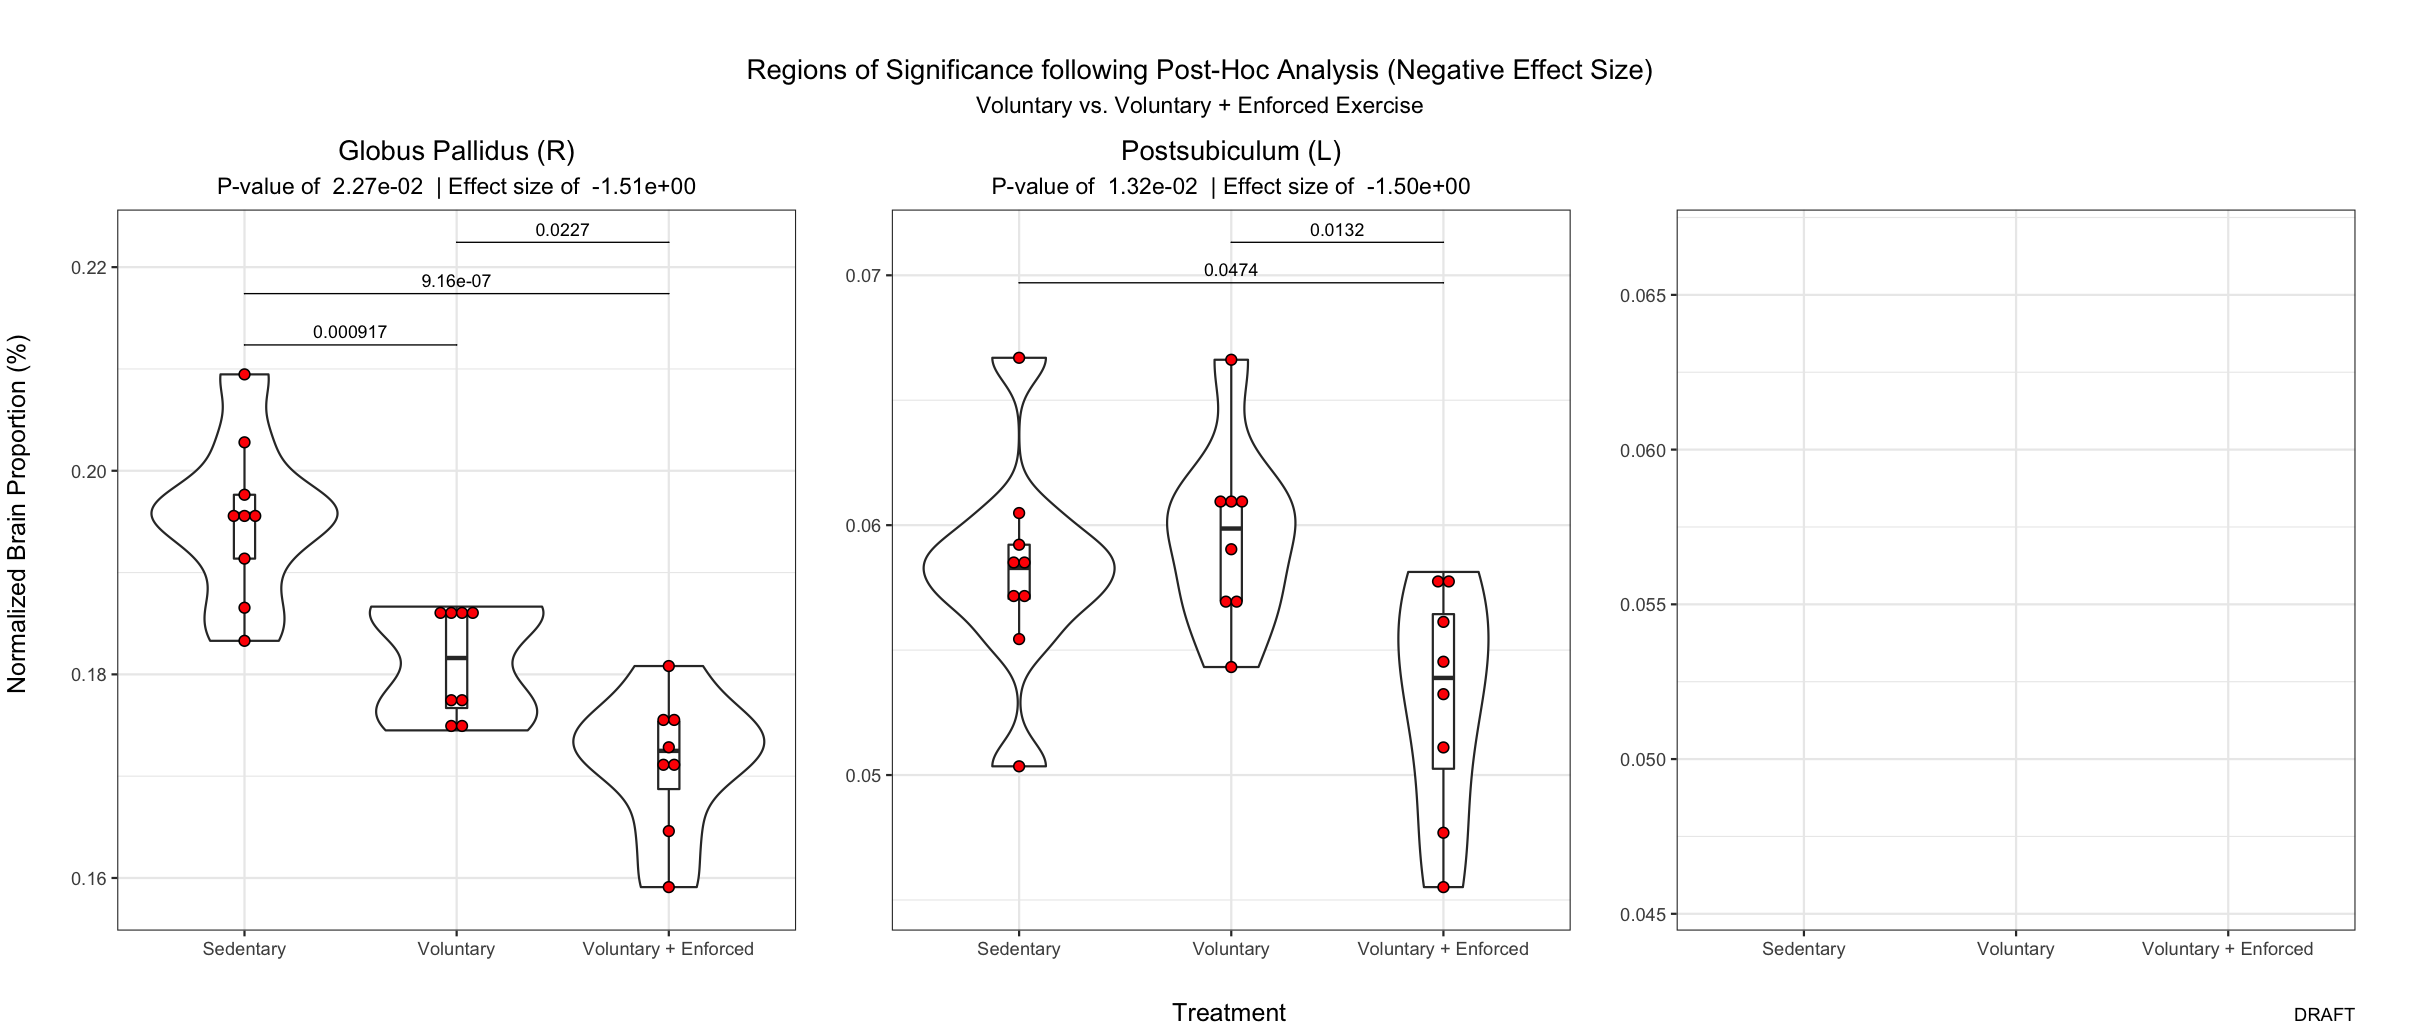 Regions of Significance following Post-Hoc Analysis (Negative Effect Size)
Voluntary vs. Voluntary + Enforced Exercise
Normalized Brain Proportion (%)
Globus Pallidus (R)
P-value of  2.27e-02  | Effect size of  -1.51e+00
0.0227
9.16e-07
0.000917
0.22
0.20
0.18
0.16
Sedentary Voluntary Voluntary + Enforced
Postsubiculum (L)
P-value of  1.32e-02  | Effect size of  -1.50e+00
0.0132
0.0474
0.07
0.06
0.05
Sedentary Voluntary Voluntary + Enforced
0.065
0.060
0.055
0.050
0.045
Sedentary Voluntary Voluntary + Enforced
Treatment
DRAFT